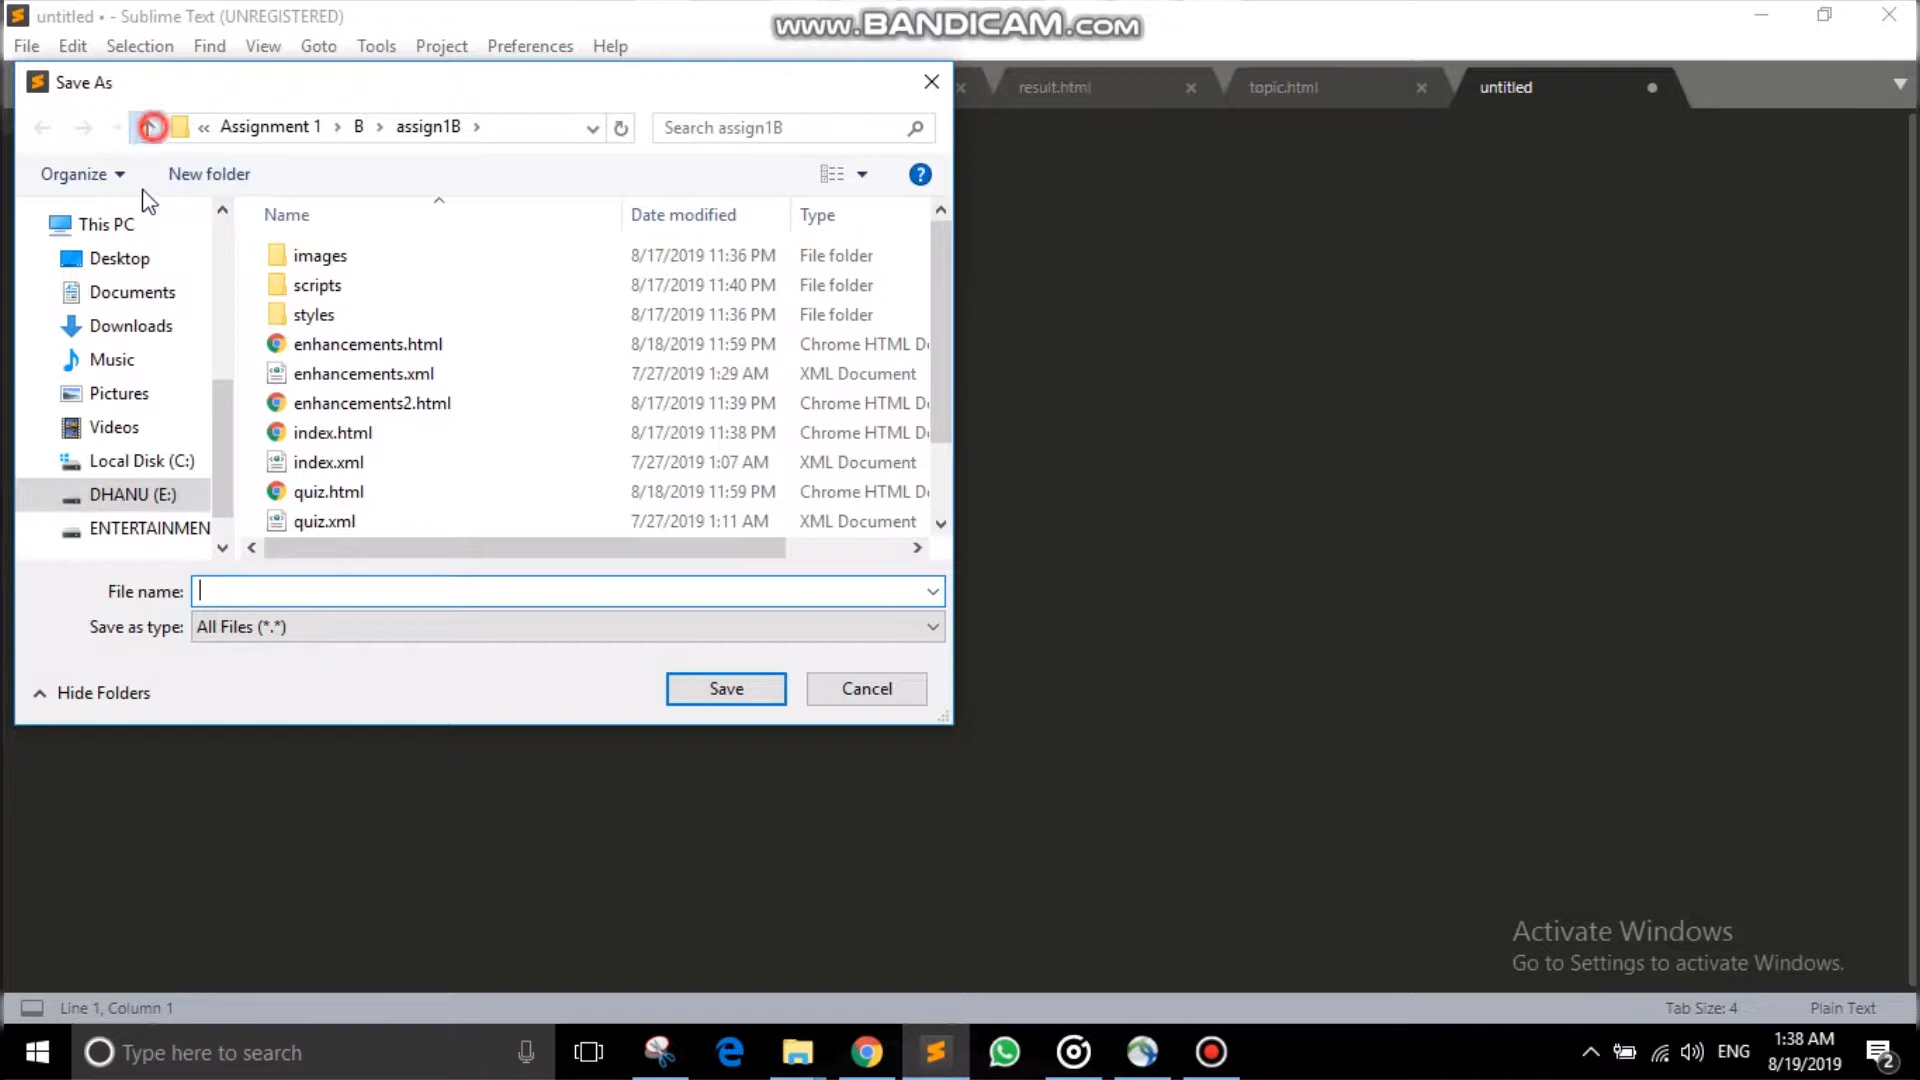 untitled • - Sublime Text (UNREGISTERED)
www.BANDICAM.com
File Edit Selection Find View Goto Tools Project Preferences Help
Save As
result.html
topic.html
untitled
« Assignment 1 › B › assign1B ›
Search assign1B
Organize
New folder
Name Date modified Type
This PC
Desktop
Documents
Downloads
Music
Pictures
Videos
Local Disk (C:)
DHANU (E:)
ENTERTAINMEN
images 8/17/2019 11:36 PM File folder
scripts 8/17/2019 11:40 PM File folder
styles 8/17/2019 11:36 PM File folder
enhancements.html 8/18/2019 11:59 PM Chrome HTML D
enhancements.xml 7/27/2019 1:29 AM XML Document
enhancements2.html 8/17/2019 11:39 PM Chrome HTML D
index.html 8/17/2019 11:38 PM Chrome HTML D
index.xml 7/27/2019 1:07 AM XML Document
quiz.html 8/18/2019 11:59 PM Chrome HTML D
quiz.xml 7/27/2019 1:11 AM XML Document
File name:
Save as type: All Files (*.*)
Hide Folders
Save
Cancel
Activate Windows
Go to Settings to activate Windows.
Line 1, Column 1
Tab Size: 4
Plain Text
Type here to search
ENG
1:38 AM
8/19/2019
2